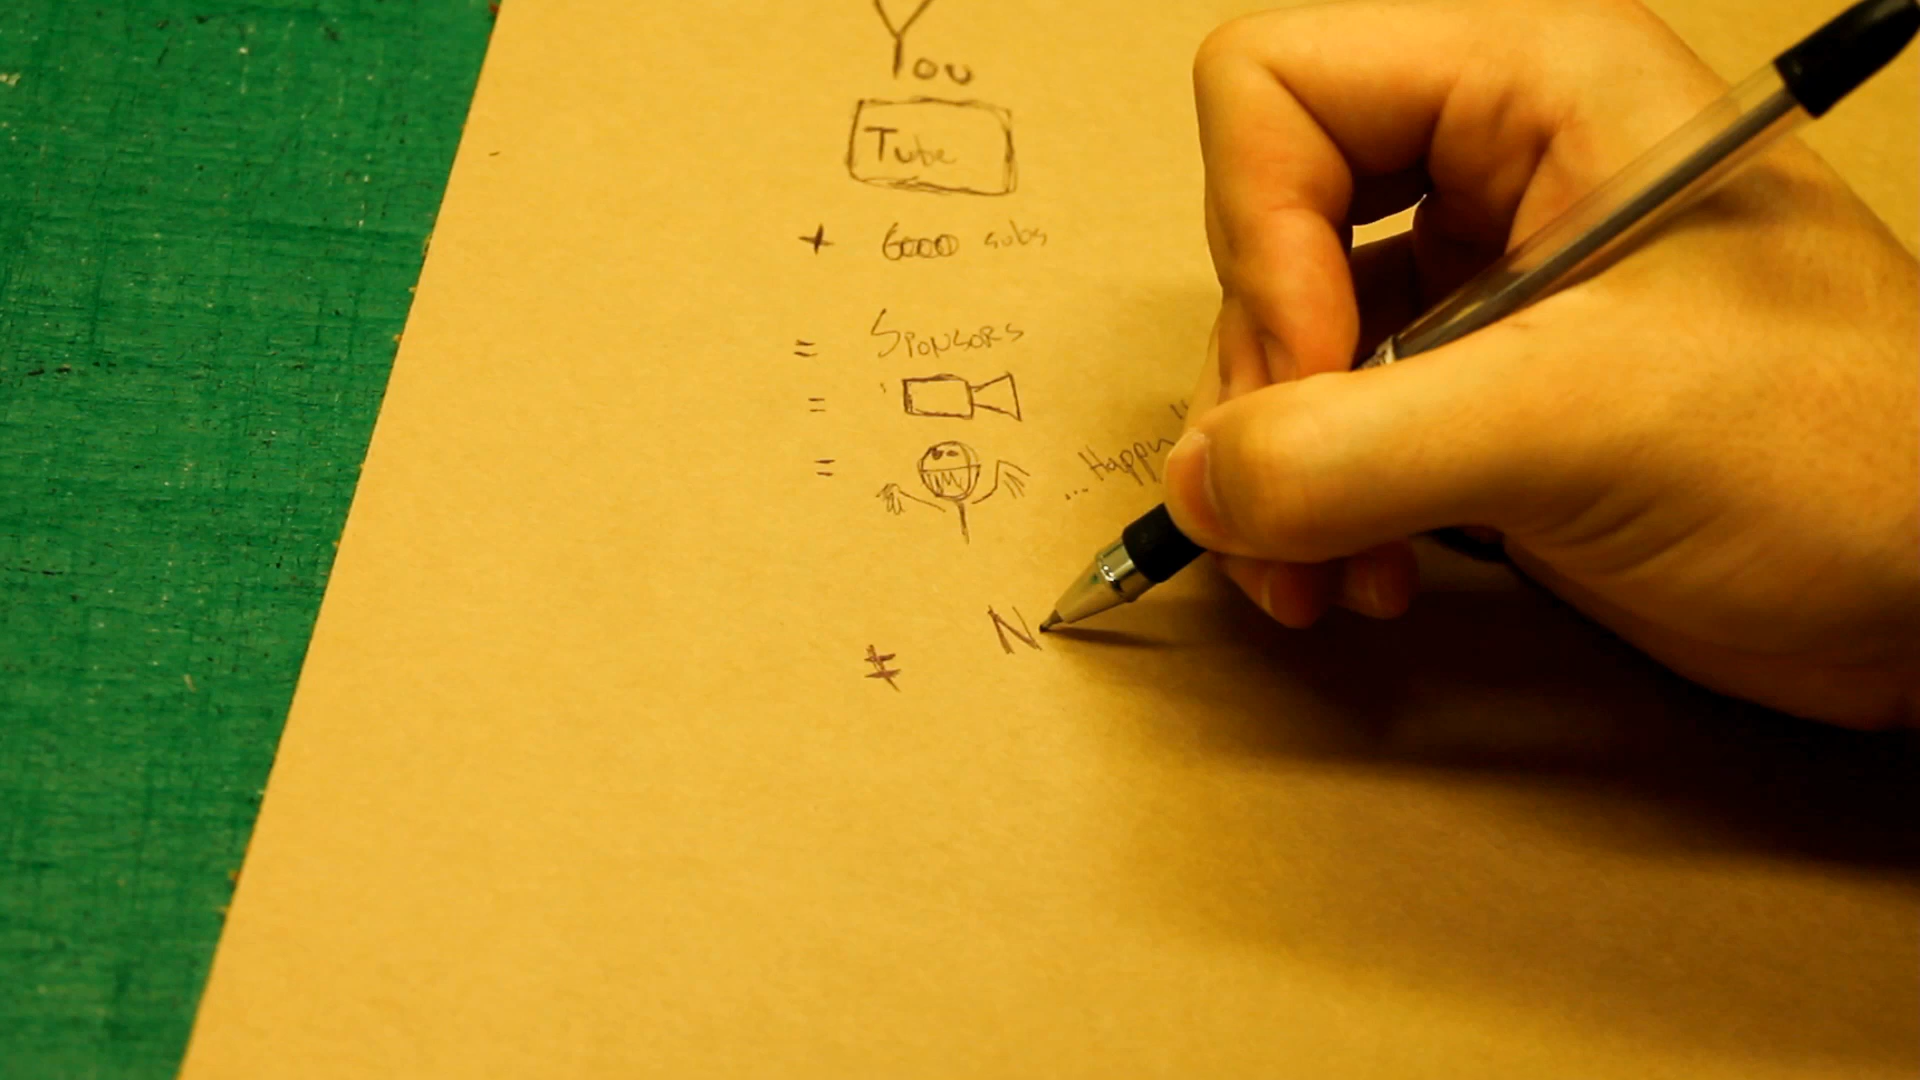 You
Tube
+ 6000 subs
= Sponsors
=
= ...Happy"
≠ N